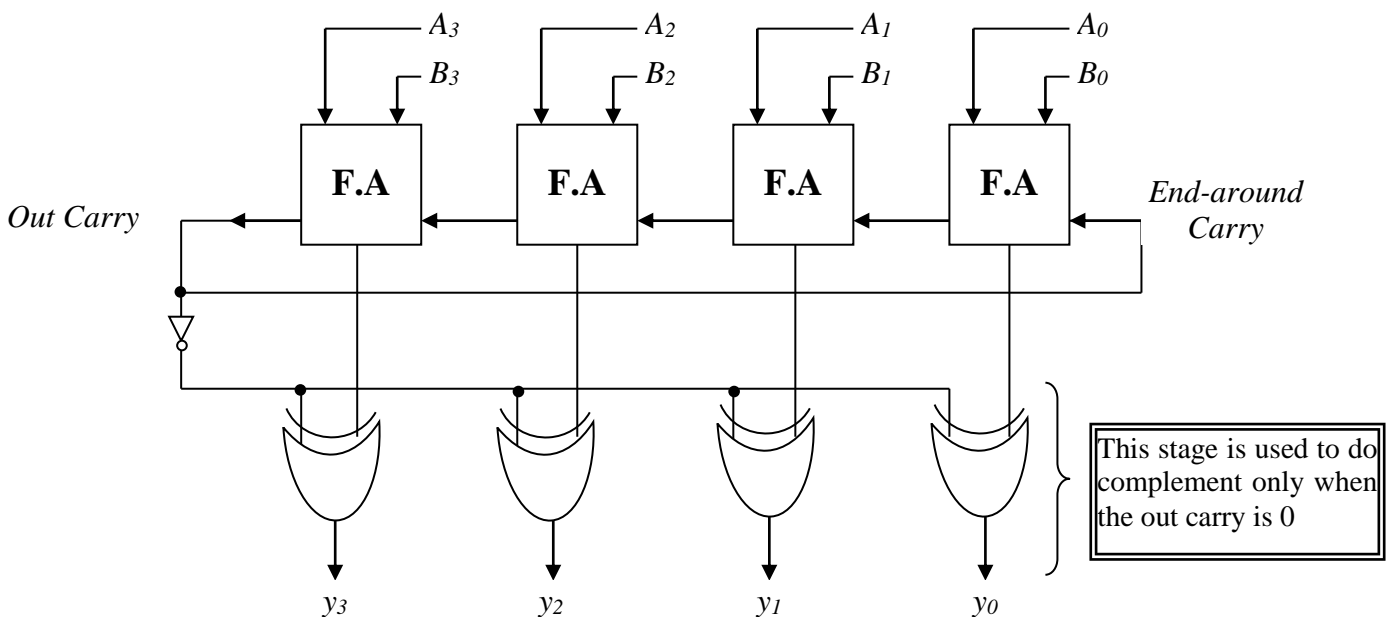 A3 A2 A1 A0
B3 B2 B1 B0
F.A F.A F.A F.A
Out Carry
End-around
Carry
This stage is used to do
complement only when
the out carry is 0
y3 y2 y1 y0